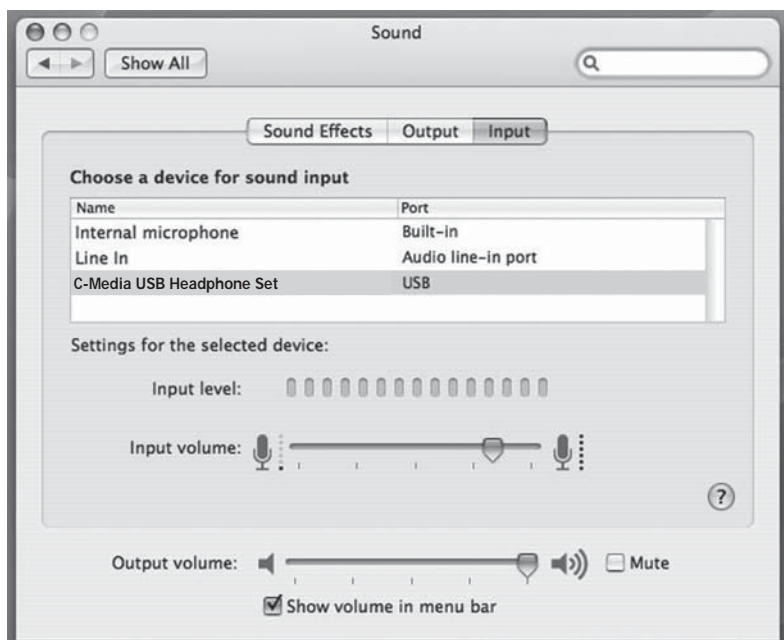 Sound
Show All
Sound Effects Output Input
Choose a device for sound input
Name Port
Internal microphone Built-in
Line In Audio line-in port
C-Media USB Headphone Set USB
Settings for the selected device:
Input level:
Input volume:
?
Output volume: Mute
Show volume in menu bar